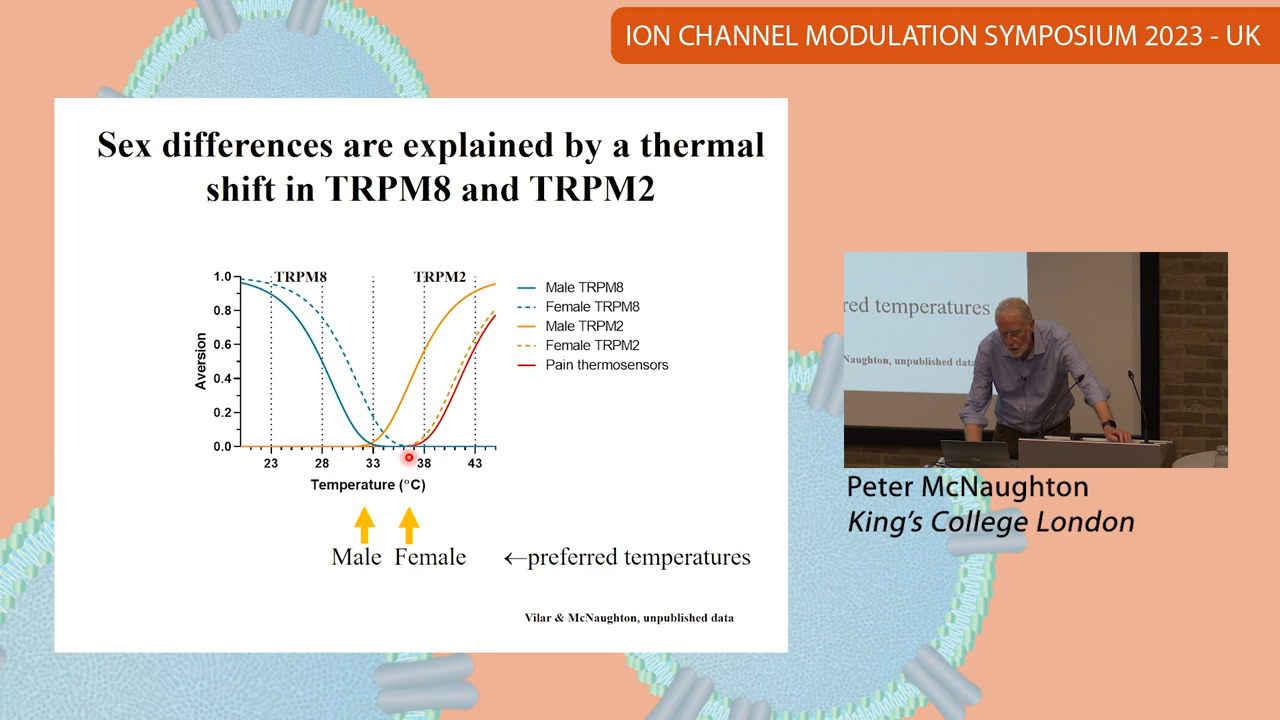 ION CHANNEL MODULATION SYMPOSIUM 2023 - UK
Sex differences are explained by a thermal
shift in TRPM8 and TRPM2
TRPM8
TRPM2
1.0
0.8
0.6
0.4
0.2
0.0
Aversion
23
28
33
38
43
Temperature (°C)
Male TRPM8
Female TRPM8
Male TRPM2
Female TRPM2
Pain thermosensors
Male Female ←preferred temperatures
Vilar & McNaughton, unpublished data
red temperatures
Naughton, unpublished data
Peter McNaughton
King's College London